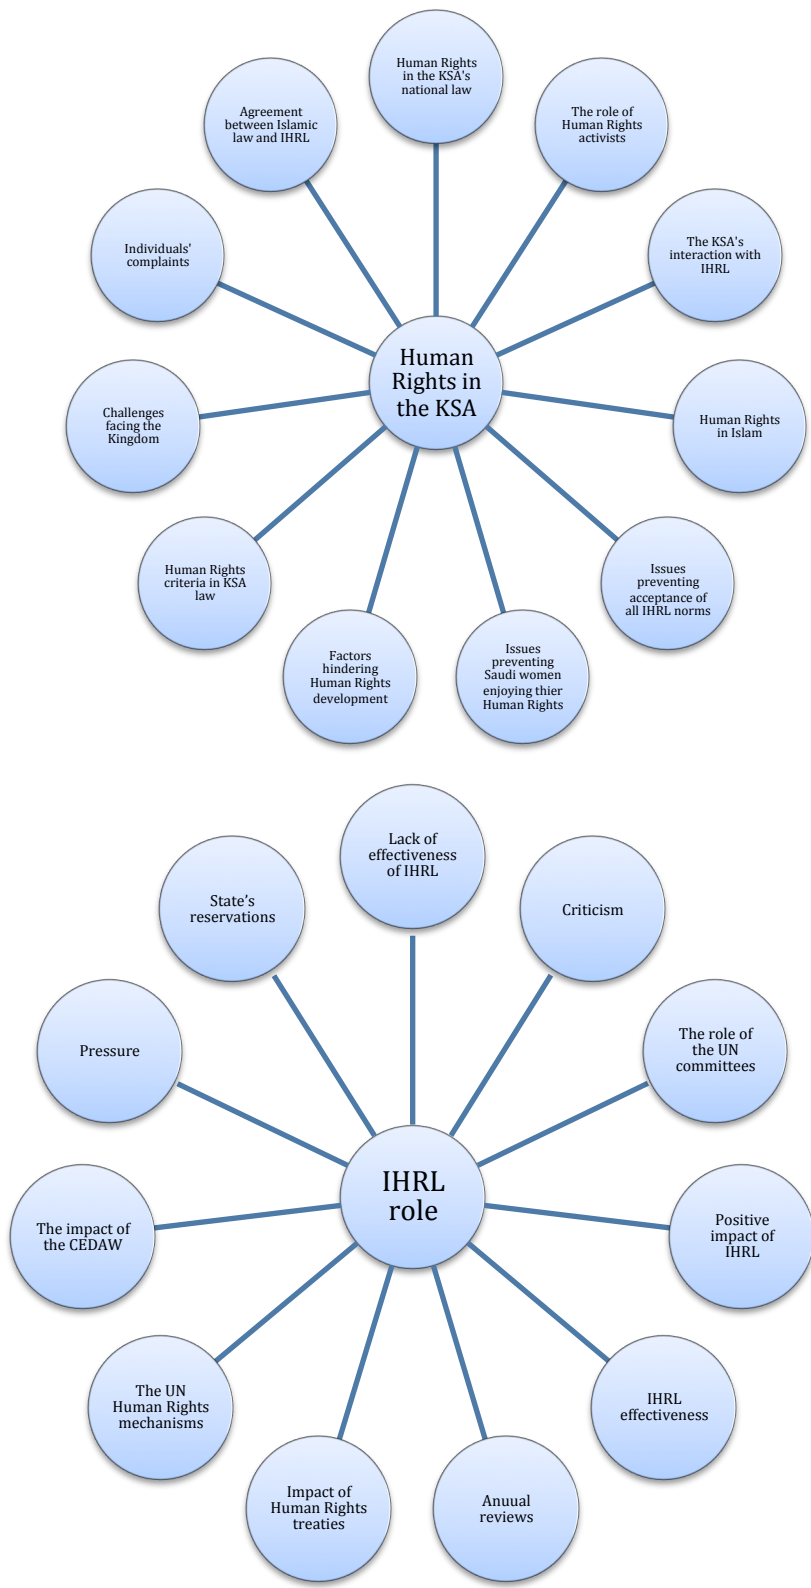 Human Rights
in the KSA's
national law
The role of
Human Rights
activists
The KSA's
interaction with
IHRL
Human Rights
in Islam
Issues
preventing
acceptance of
all IHRL norms
Issues
preventing
Saudi women
enjoying thier
Human Rights
Factors
hindering
Human Rights
development
Human Rights
criteria in KSA
law
Challenges
facing the
Kingdom
Individuals'
complaints
Agreement
between Islamic
law and IHRL
Human
Rights in
the KSA
Lack of
effectiveness
of IHRL
Criticism
The role of
the UN
committees
Positive
impact of
IHRL
IHRL
effectiveness
Anuual
reviews
Impact of
Human Rights
treaties
The UN
Human Rights
mechanisms
The impact of
the CEDAW
Pressure
State’s
reservations
IHRL
role